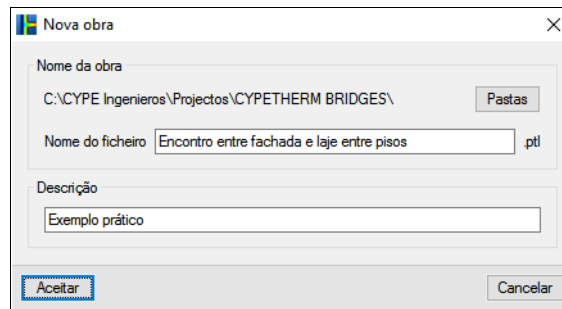 Nova obra
Nome da obra
C:\CYPE Ingenieros\Projectos\CYPETHERM BRIDGES\ Pastas
Nome do ficheiro Encontro entre fachada e laje entre pisos .ptl
Descrição
Exemplo prático
Aceitar Cancelar